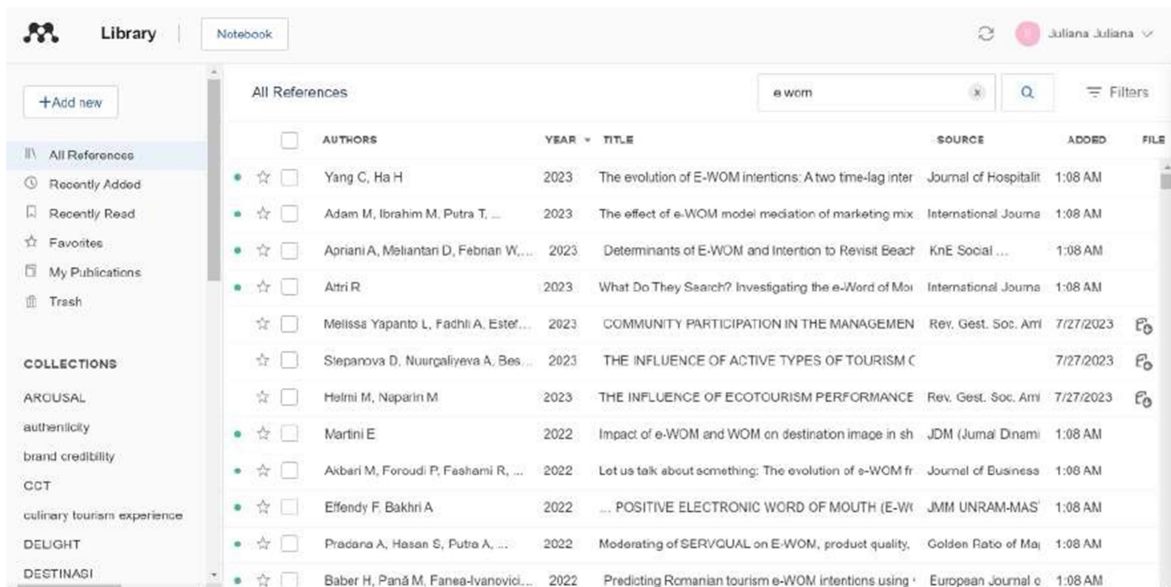 Library Notebook Juliana Juliana
+Add new
All References
Recently Added
Recently Read
Favorites
My Publications
Trash
COLLECTIONS
AROUSAL
authenticity
brand credibility
CCT
culinary tourism experience
DELIGHT
DESTINASI
All References e wom x Filters
AUTHORS YEAR TITLE SOURCE ADDED FILE
Yang C, Ha H 2023 The evolution of E-WOM intentions: A two time-lag inter Journal of Hospitalit 1:08 AM
Adam M, Ibrahim M, Putra T, ... 2023 The effect of e-WOM model mediation of marketing mix International Journa 1:08 AM
Apriani A, Meliantari D, Febrian W,... 2023 Determinants of E-WOM and Intention to Revisit Beach KnE Social ... 1:08 AM
Attri R 2023 What Do They Search? Investigating the e-Word of Mou International Journa 1:08 AM
Melissa Yapanto L, Fadhli A, Estef... 2023 COMMUNITY PARTICIPATION IN THE MANAGEMEN Rev. Gest. Soc. Ami 7/27/2023
Stepanova D, Nuurgaliyeva A, Bes... 2023 THE INFLUENCE OF ACTIVE TYPES OF TOURISM C 7/27/2023
Helmi M, Naparin M 2023 THE INFLUENCE OF ECOTOURISM PERFORMANCE Rev. Gest. Soc. Ami 7/27/2023
Martini E 2022 Impact of e-WOM and WOM on destination image in sh JDM (Jurnal Dinami 1:08 AM
Akbari M, Foroudi P, Fashami R, ... 2022 Let us talk about something: The evolution of e-WOM fr Journal of Business 1:08 AM
Effendy F, Bakhri A 2022 ... POSITIVE ELECTRONIC WORD OF MOUTH (E-W JMM UNRAM-MAS 1:08 AM
Pradana A, Hasan S, Putra A, ... 2022 Moderating of SERVQUAL on E-WOM, product quality, Golden Ratio of Ma 1:08 AM
Baber H, Pană M, Fanea-Ivanovici... 2022 Predicting Romanian tourism e-WOM intentions using European Journal o 1:08 AM